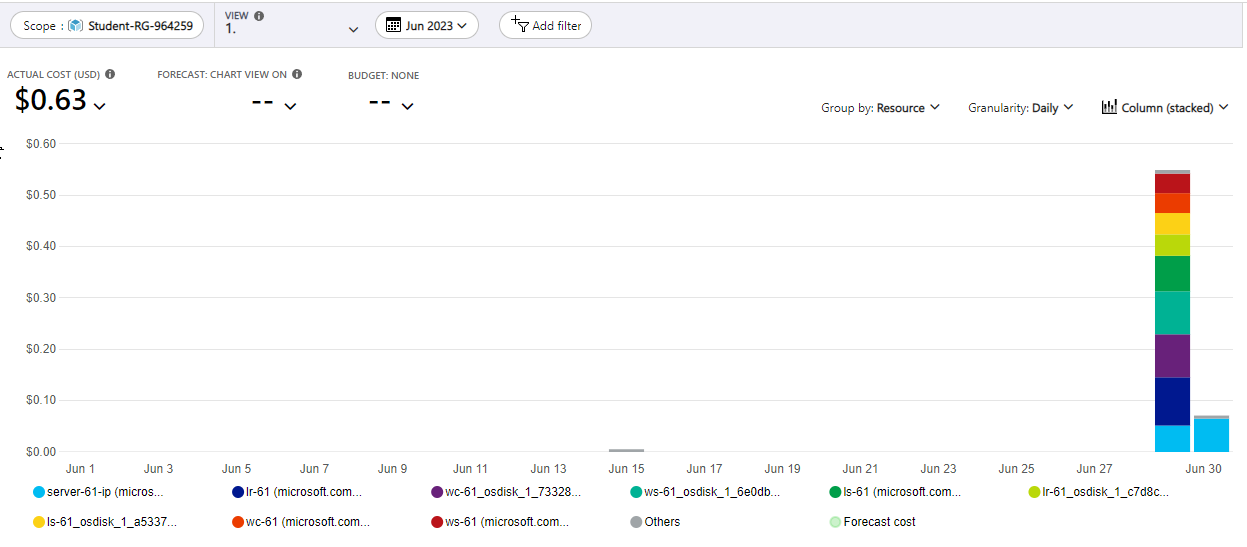 Scope : Student-RG-964259
VIEW
1.
Jun 2023
Add filter
ACTUAL COST (USD)
$0.63
FORECAST: CHART VIEW ON
--
BUDGET: NONE
--
Group by: Resource
Granularity: Daily
Column (stacked)
$0.60
$0.50
$0.40
$0.30
$0.20
$0.10
$0.00
Jun 1 Jun 3 Jun 5 Jun 7 Jun 9 Jun 11 Jun 13 Jun 15 Jun 17 Jun 19 Jun 21 Jun 23 Jun 25 Jun 27 Jun 30
server-61-ip (micros... lr-61 (microsoft.com... wc-61_osdisk_1_73328... ws-61_osdisk_1_6e0db... ls-61 (microsoft.com... lr-61_osdisk_1_c7d8c...
ls-61_osdisk_1_a5337... wc-61 (microsoft.com... ws-61 (microsoft.com... Others Forecast cost